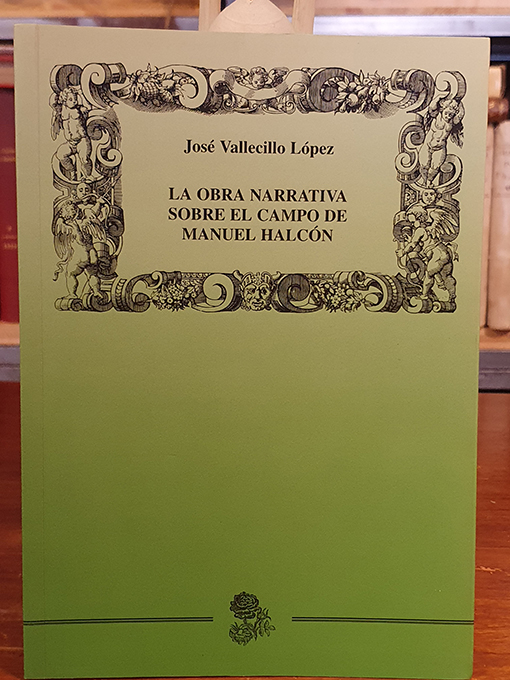 José Vallecillo López
LA OBRA NARRATIVA
SOBRE EL CAMPO DE
MANUEL HALCÓN